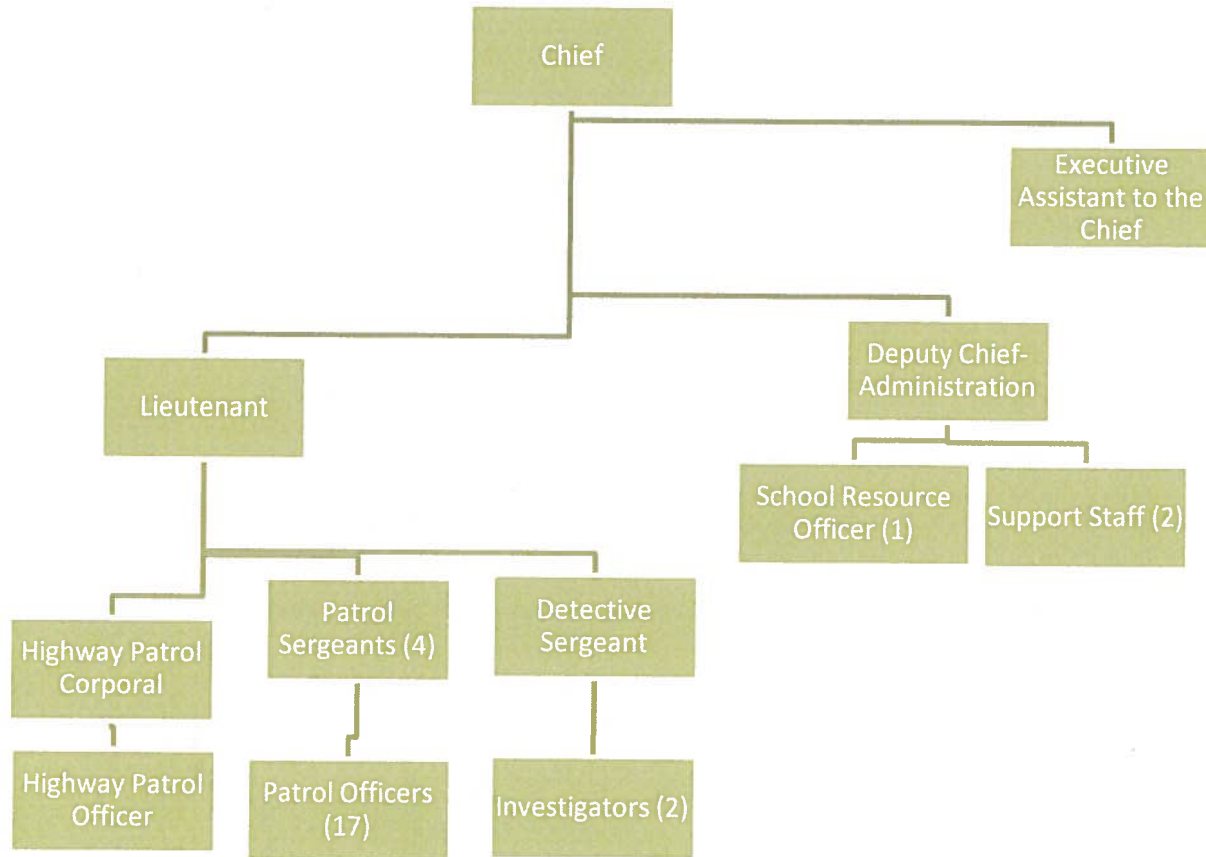 Chief
Executive
Assistant to the
Chief
Deputy Chief-
Administration
Lieutenant
School Resource
Officer (1)
Support Staff (2)
Patrol
Sergeants (4)
Detective
Sergeant
Highway Patrol
Corporal
Highway Patrol
Officer
Patrol Officers
(17)
Investigators (2)